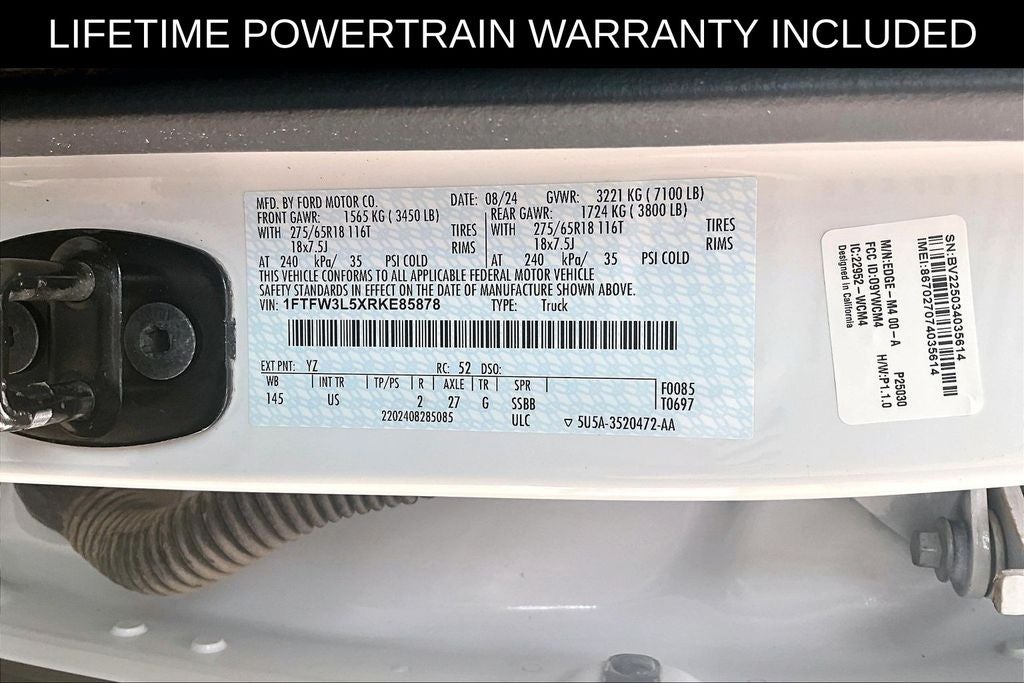 LIFETIME POWERTRAIN WARRANTY INCLUDED
MFD. BY FORD MOTOR CO. DATE: 08/24 GVWR: 3221 KG ( 7100 LB)
FRONT GAWR: 1565 KG ( 3450 LB) REAR GAWR: 1724 KG ( 3800 LB)
WITH 275/65R18 116T TIRES WITH 275/65R18 116T TIRES
18x7.5J RIMS 18x7.5J RIMS
AT 240 kPa/ 35 PSI COLD AT 240 kPa/ 35 PSI COLD
THIS VEHICLE CONFORMS TO ALL APPLICABLE FEDERAL MOTOR VEHICLE
SAFETY STANDARDS IN EFFECT ON THE DATE OF MANUFACTURE SHOWN ABOVE.
VIN: 1FTFW3L5XRKE85878 TYPE: Truck
EXT PNT: YZ RC: 52 DSO:
WB INT TR TP/PS R AXLE TR SPR F0085
145 US 2 27 G SSBB T0697
2202408285085 ULC ▽ 5U5A-3520472-AA
SN:BV225034035614
IMEI:867027074035614
M/N:EDGE-M4 00-A P25030
FCC ID:O9YWCM4 H/W:P1.1.0
IC:22952-WCM4
Designed in California